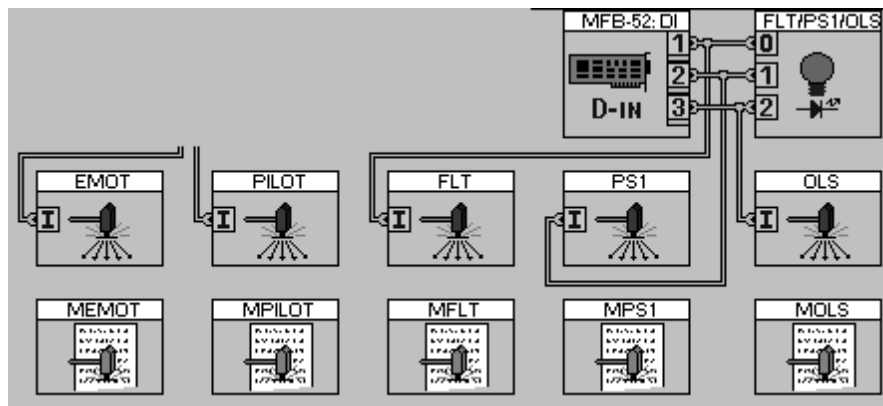 MFB-52: DI
FLT/PS1/OLS
1
0
2
1
D-IN
3
2
EMOT
PILOT
FLT
PS1
OLS
I
I
I
I
I
MEMOT
MPILOT
MFLT
MPS1
MOLS